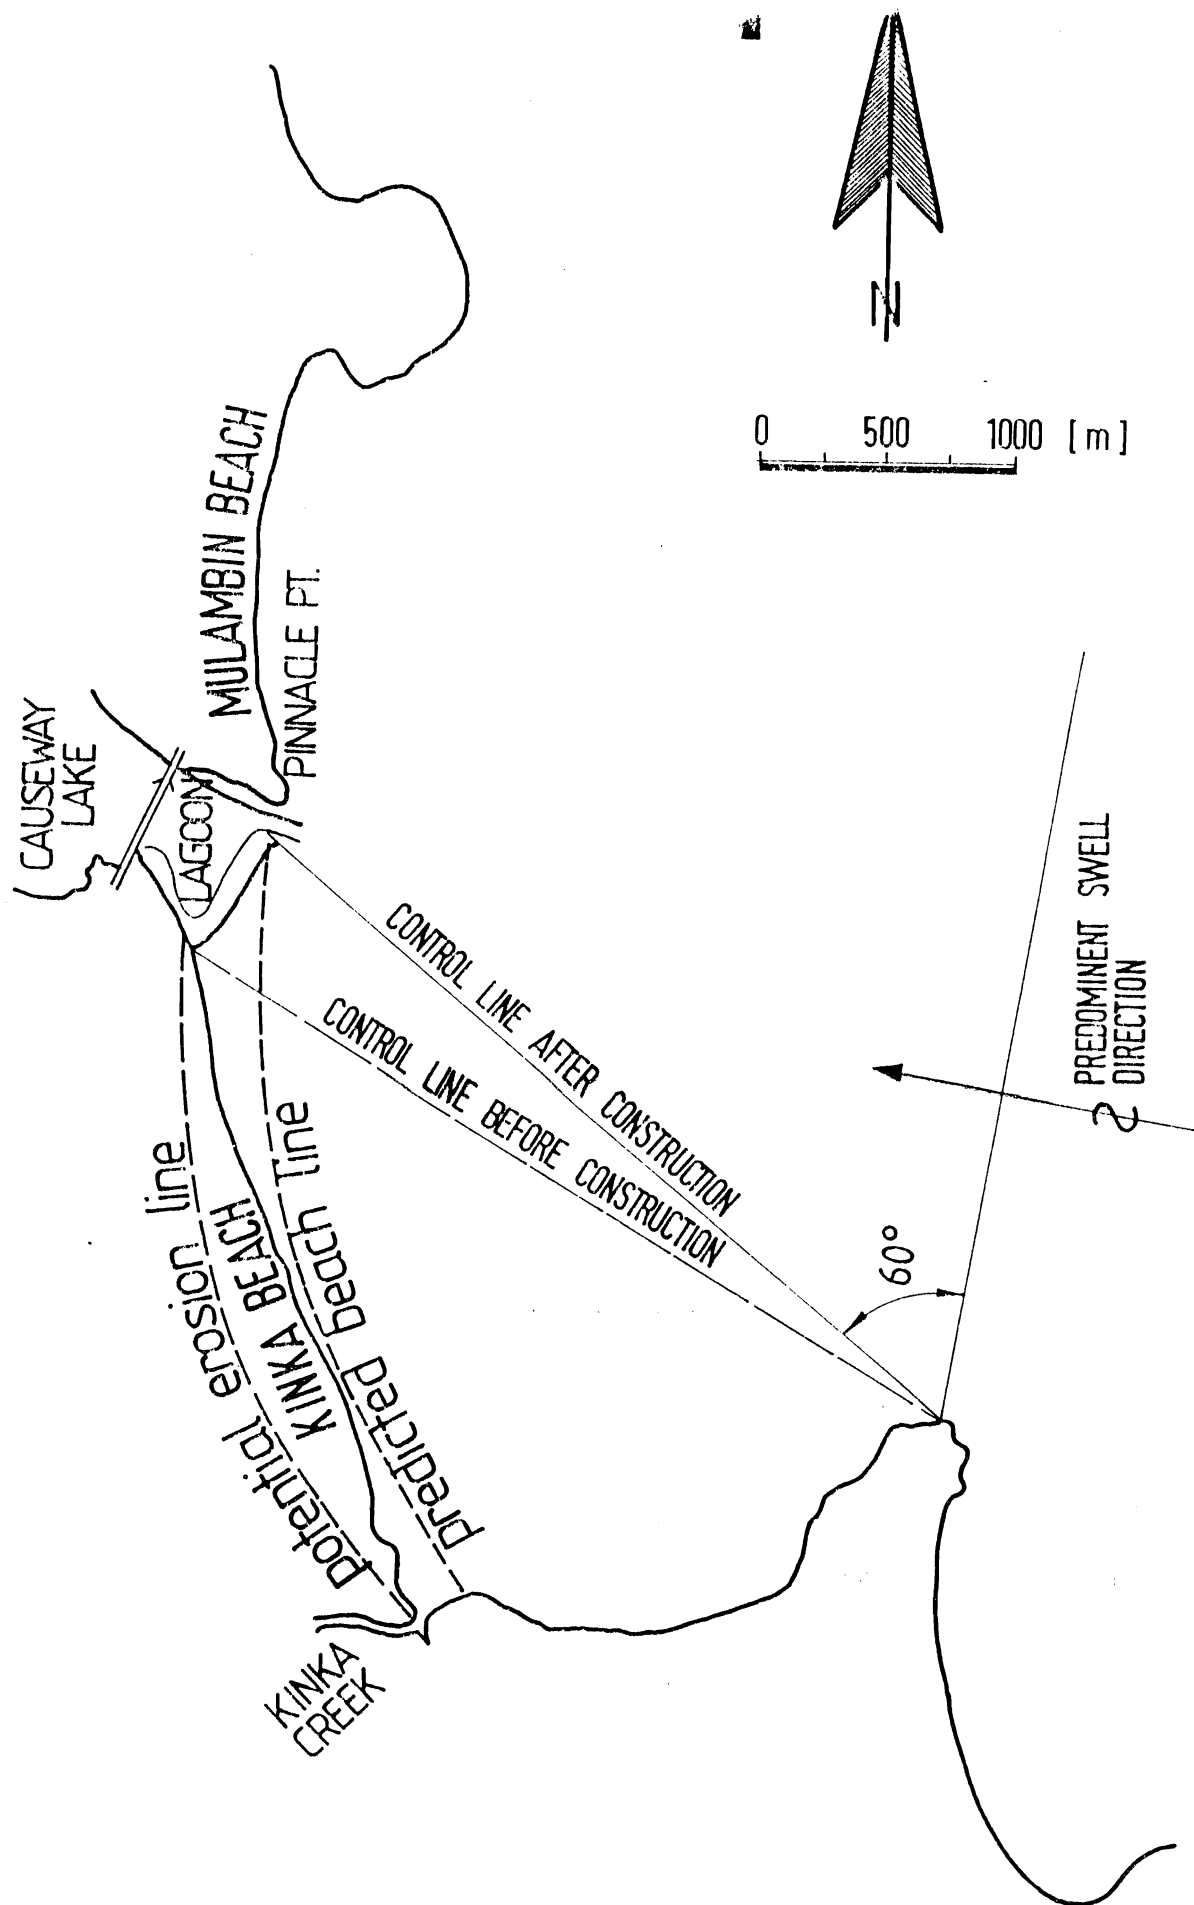 N
0 500 1000 [m]
MULAMBIN BEACH
PINNACLE PT.
CAUSEWAY
LAKE
LAGOON
CONTROL LINE AFTER CONSTRUCTION
CONTROL LINE BEFORE CONSTRUCTION
PREDOMINENT SWELL
DIRECTION
60°
potential erosion line
KINKA BEACH
predicted beach line
KINKA
CREEK